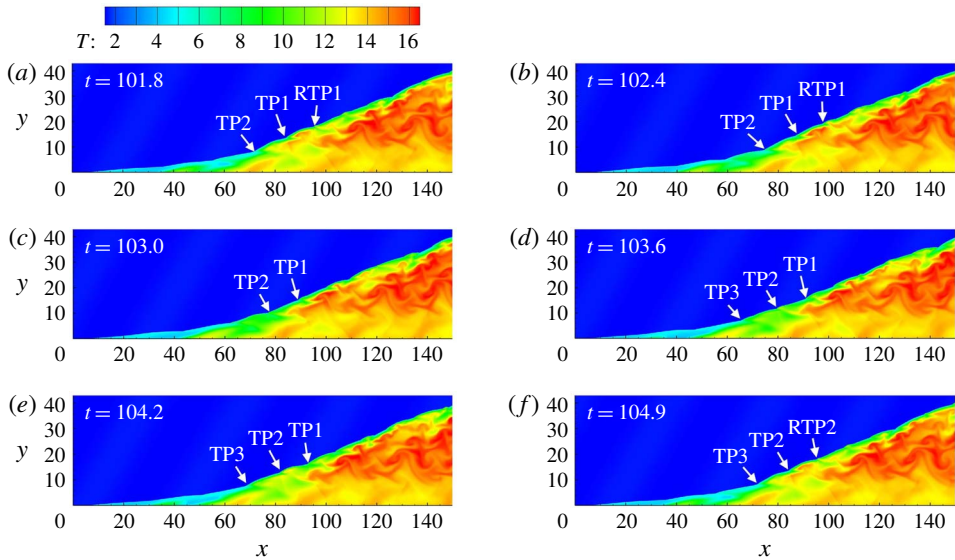 T: 2 4 6 8 10 12 14 16
(a) 40 30 20 10 0 y
t = 101.8
RTP1
TP1
TP2
20 40 60 80 100 120 140
(b) 40 30 20 10 0
t = 102.4
RTP1
TP1
TP2
20 40 60 80 100 120 140
(c) 40 30 20 10 0 y
t = 103.0
TP1
TP2
20 40 60 80 100 120 140
(d) 40 30 20 10 0
t = 103.6
TP1
TP2
TP3
20 40 60 80 100 120 140
(e) 40 30 20 10 0 y
t = 104.2
TP1
TP2
TP3
20 40 60 80 100 120 140
x
(f) 40 30 20 10 0
t = 104.9
RTP2
TP2
TP3
20 40 60 80 100 120 140
x